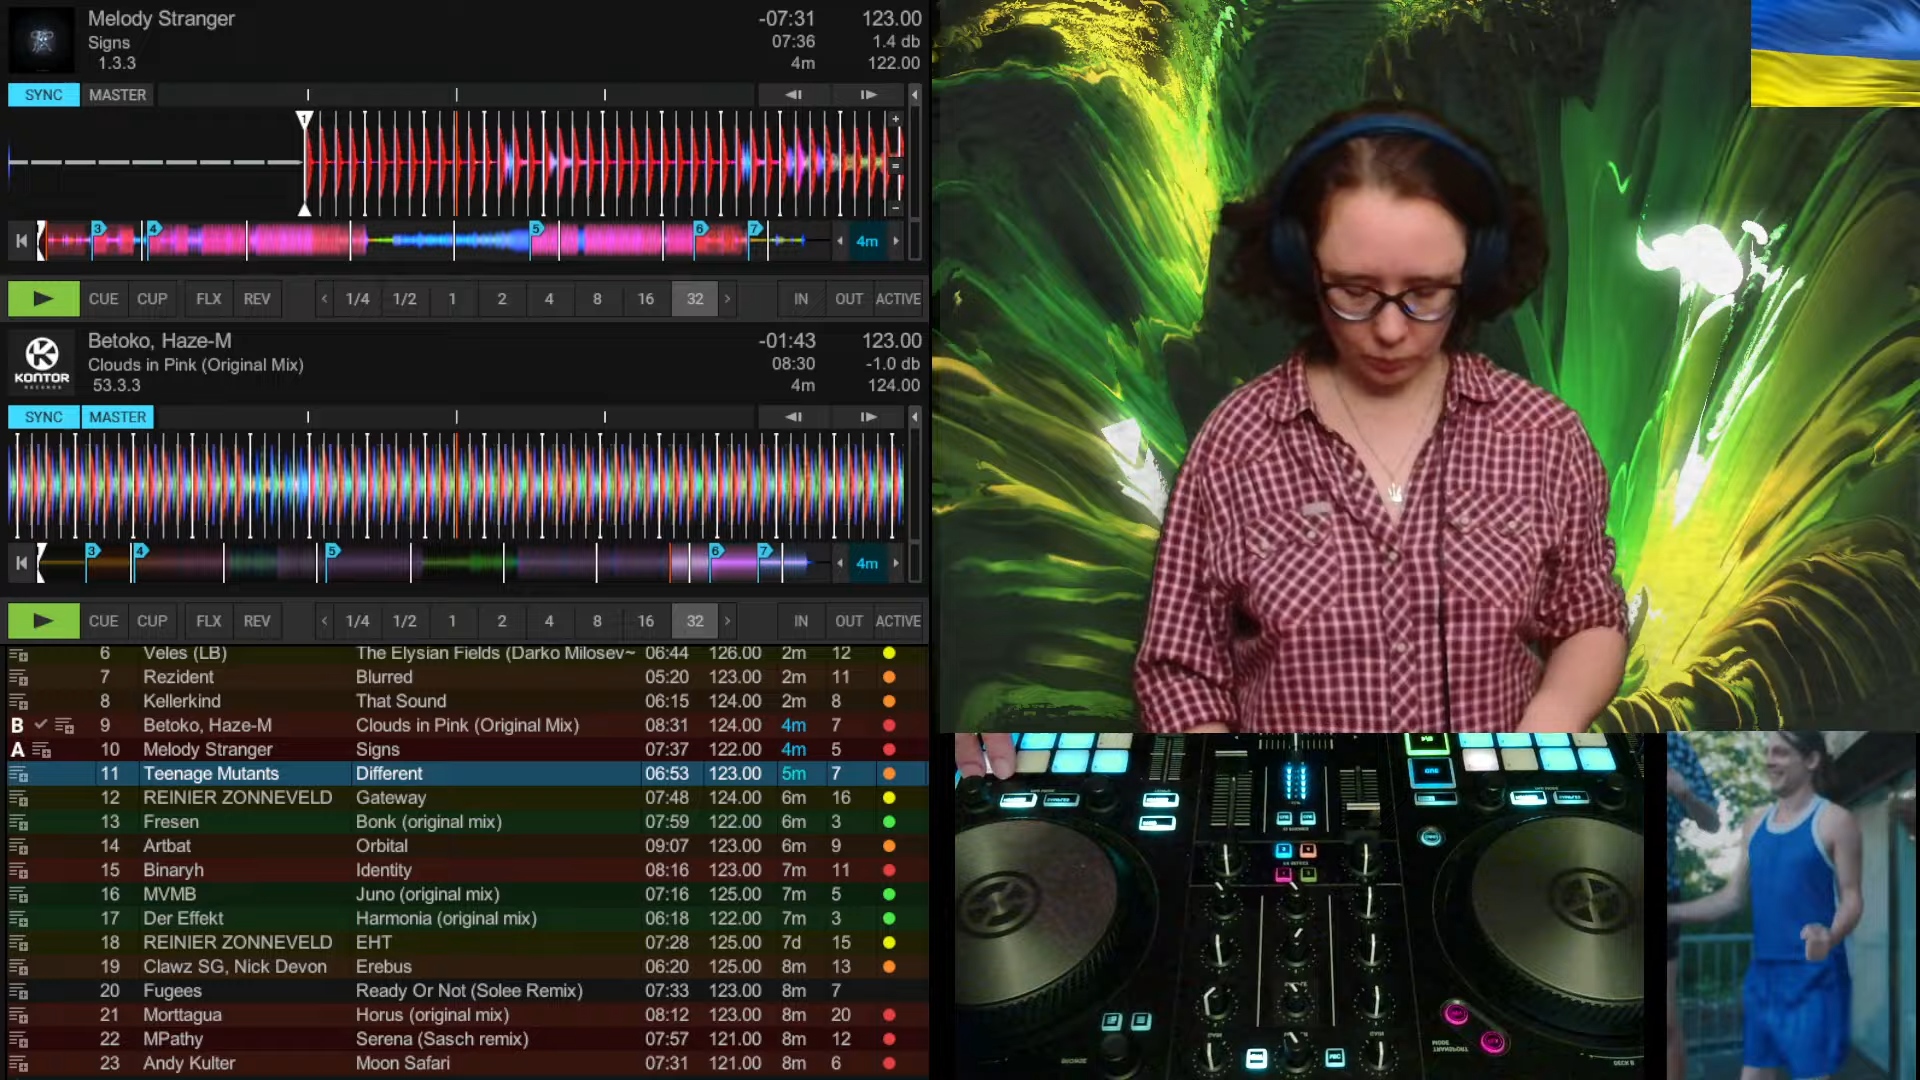 Melody Stranger -07:31 123.00
Signs 07:36 1.4 db
1.3.3 4m 122.00
SYNC MASTER
1
3 4 5 6 7 4m
CUE CUP FLX REV 1/4 1/2 1 2 4 8 16 32 IN OUT ACTIVE
Betoko, Haze-M -01:43 123.00
Clouds in Pink (Original Mix) 08:30 -1.0 db
53.3.3 4m 124.00
KONTOR
RECORDS
SYNC MASTER
3 4 5 6 7 4m
CUE CUP FLX REV 1/4 1/2 1 2 4 8 16 32 IN OUT ACTIVE
6 Veles (LB) The Elysian Fields (Darko Milosev~ 06:44 126.00 2m 12
7 Rezident Blurred 05:20 123.00 2m 11
8 Kellerkind That Sound 06:15 124.00 2m 8
B 9 Betoko, Haze-M Clouds in Pink (Original Mix) 08:31 124.00 4m 7
A 10 Melody Stranger Signs 07:37 122.00 4m 5
11 Teenage Mutants Different 06:53 123.00 5m 7
12 REINIER ZONNEVELD Gateway 07:48 124.00 6m 16
13 Fresen Bonk (original mix) 07:59 122.00 6m 3
14 Artbat Orbital 09:07 123.00 6m 9
15 Binaryh Identity 08:16 123.00 7m 11
16 MVMB Juno (original mix) 07:16 125.00 7m 5
17 Der Effekt Harmonia (original mix) 06:18 122.00 7m 3
18 REINIER ZONNEVELD EHT 07:28 125.00 7d 15
19 Clawz SG, Nick Devon Erebus 06:20 125.00 8m 13
20 Fugees Ready Or Not (Solee Remix) 07:33 123.00 8m 7
21 Morttagua Horus (original mix) 08:12 123.00 8m 20
22 MPathy Serena (Sasch remix) 07:57 121.00 8m 12
23 Andy Kulter Moon Safari 07:31 121.00 8m 6